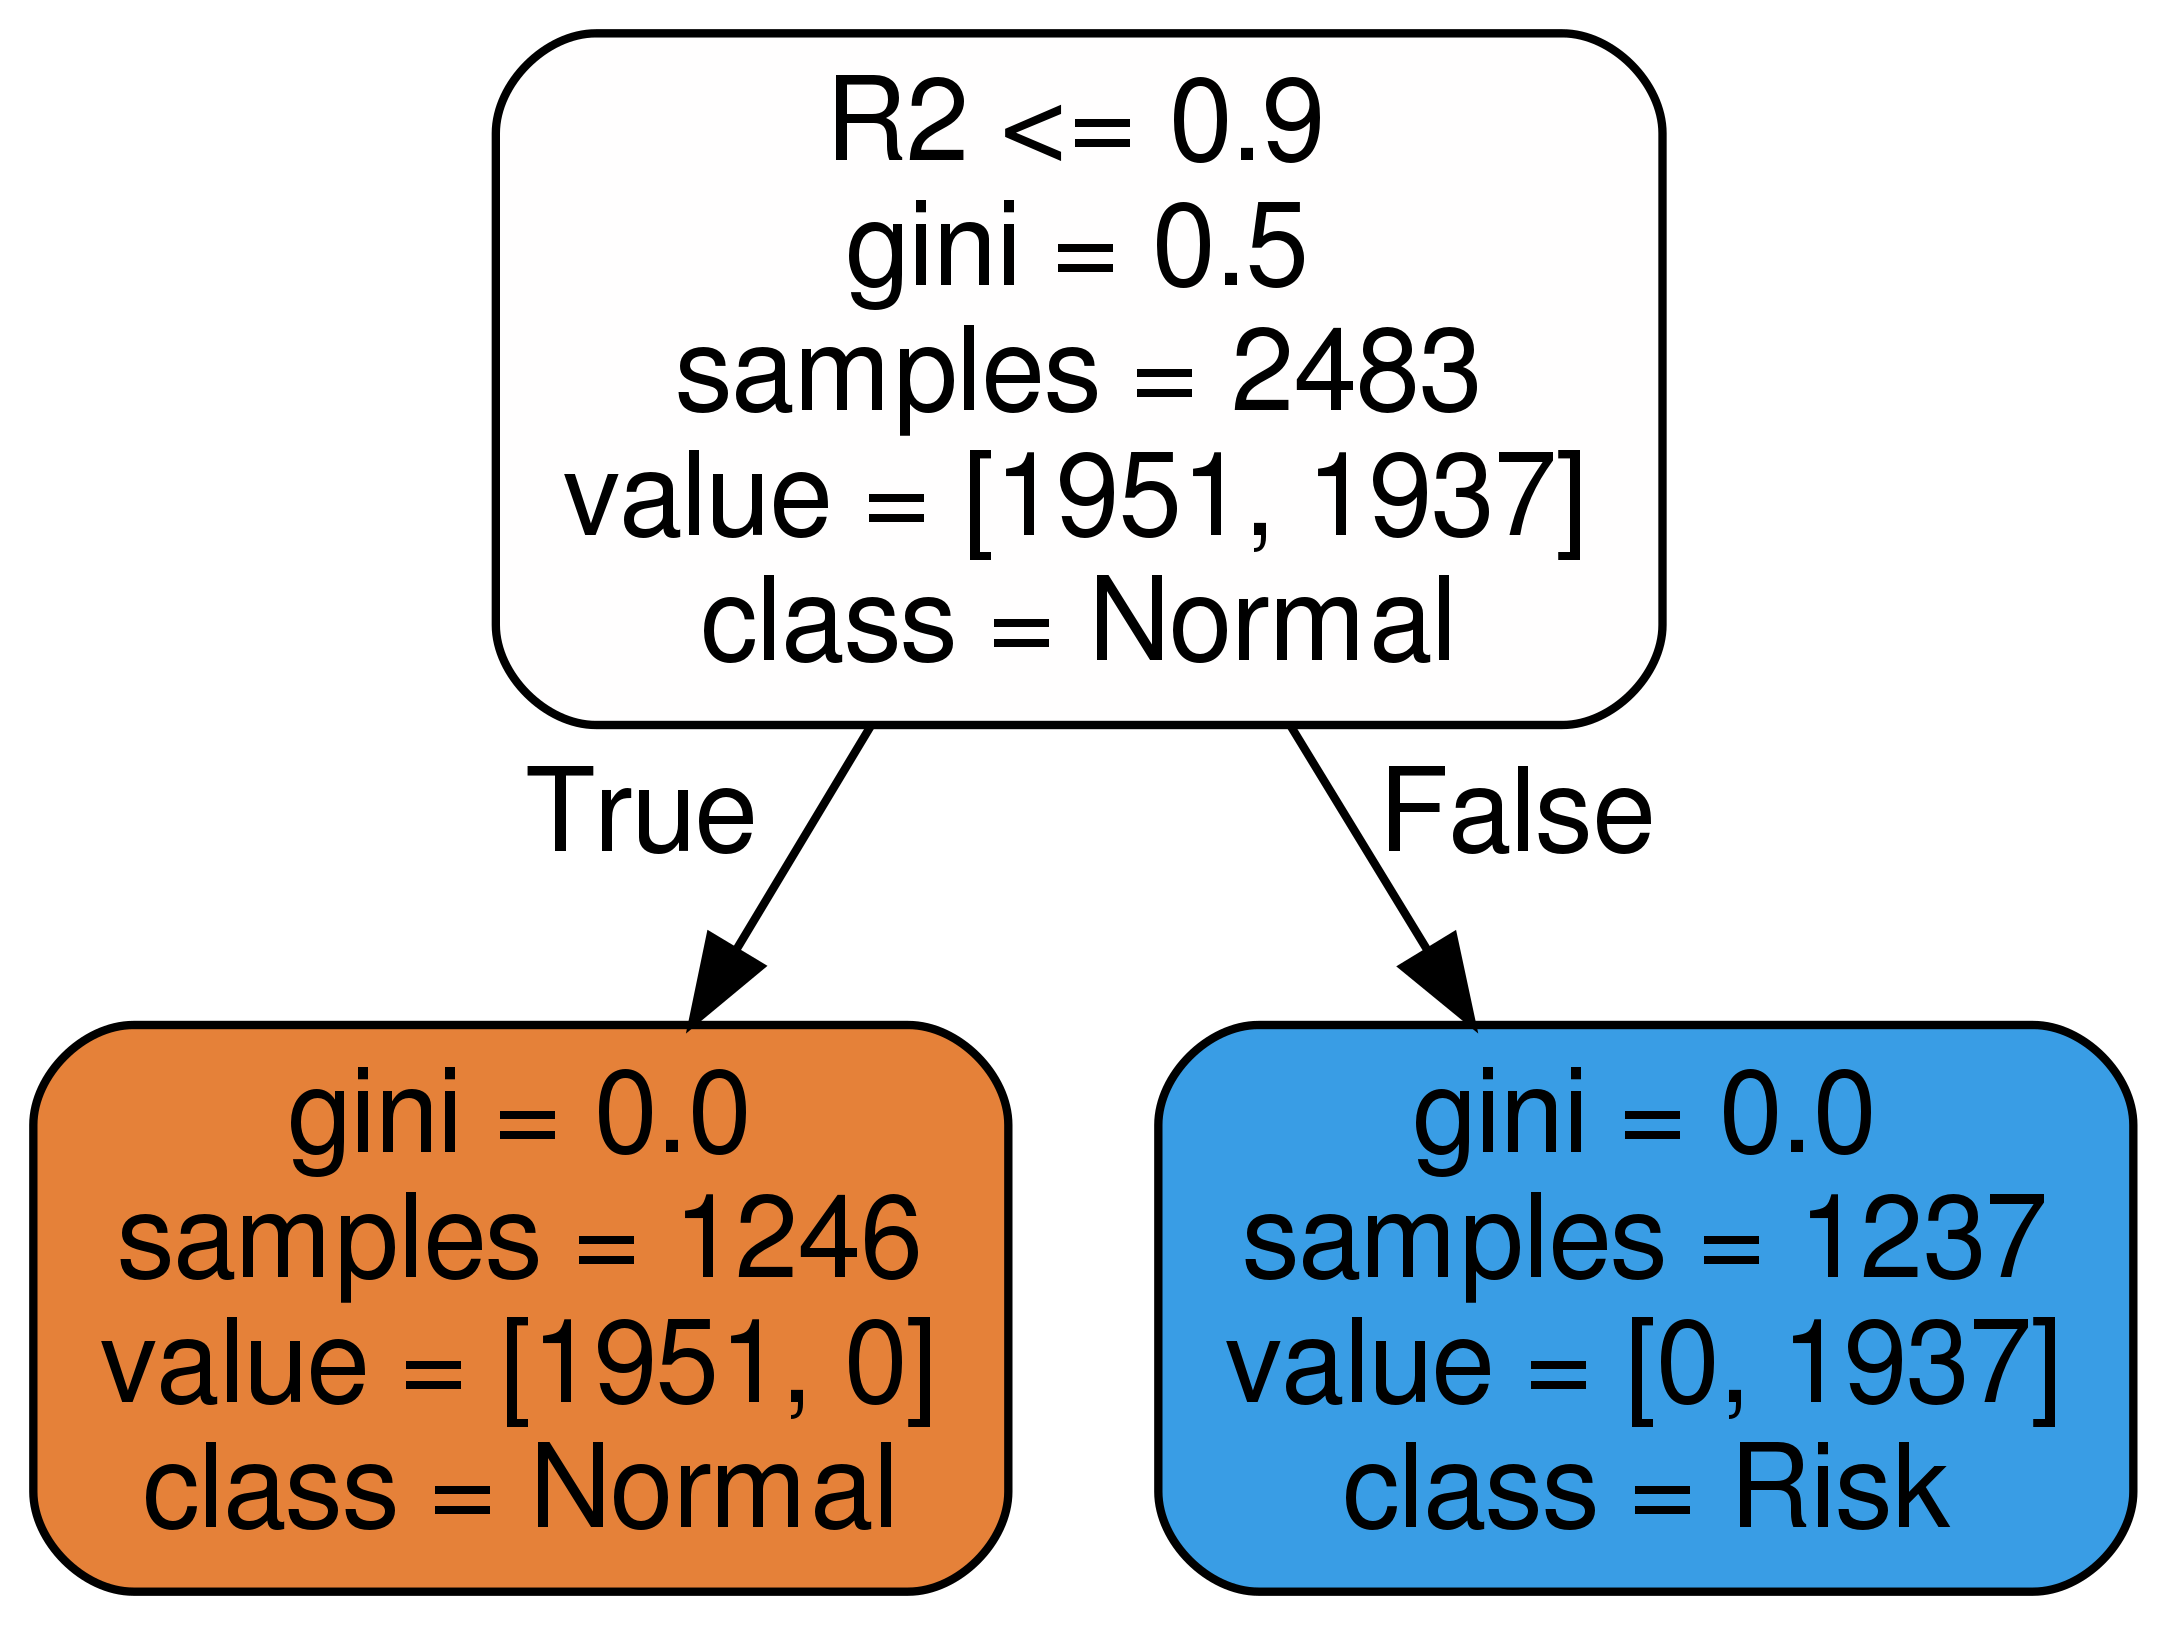 R2 <= 0.9
gini = 0.5
samples = 2483
value = [1951, 1937]
class = Normal
True
False
gini = 0.0
samples = 1246
value = [1951, 0]
class = Normal
gini = 0.0
samples = 1237
value = [0, 1937]
class = Risk